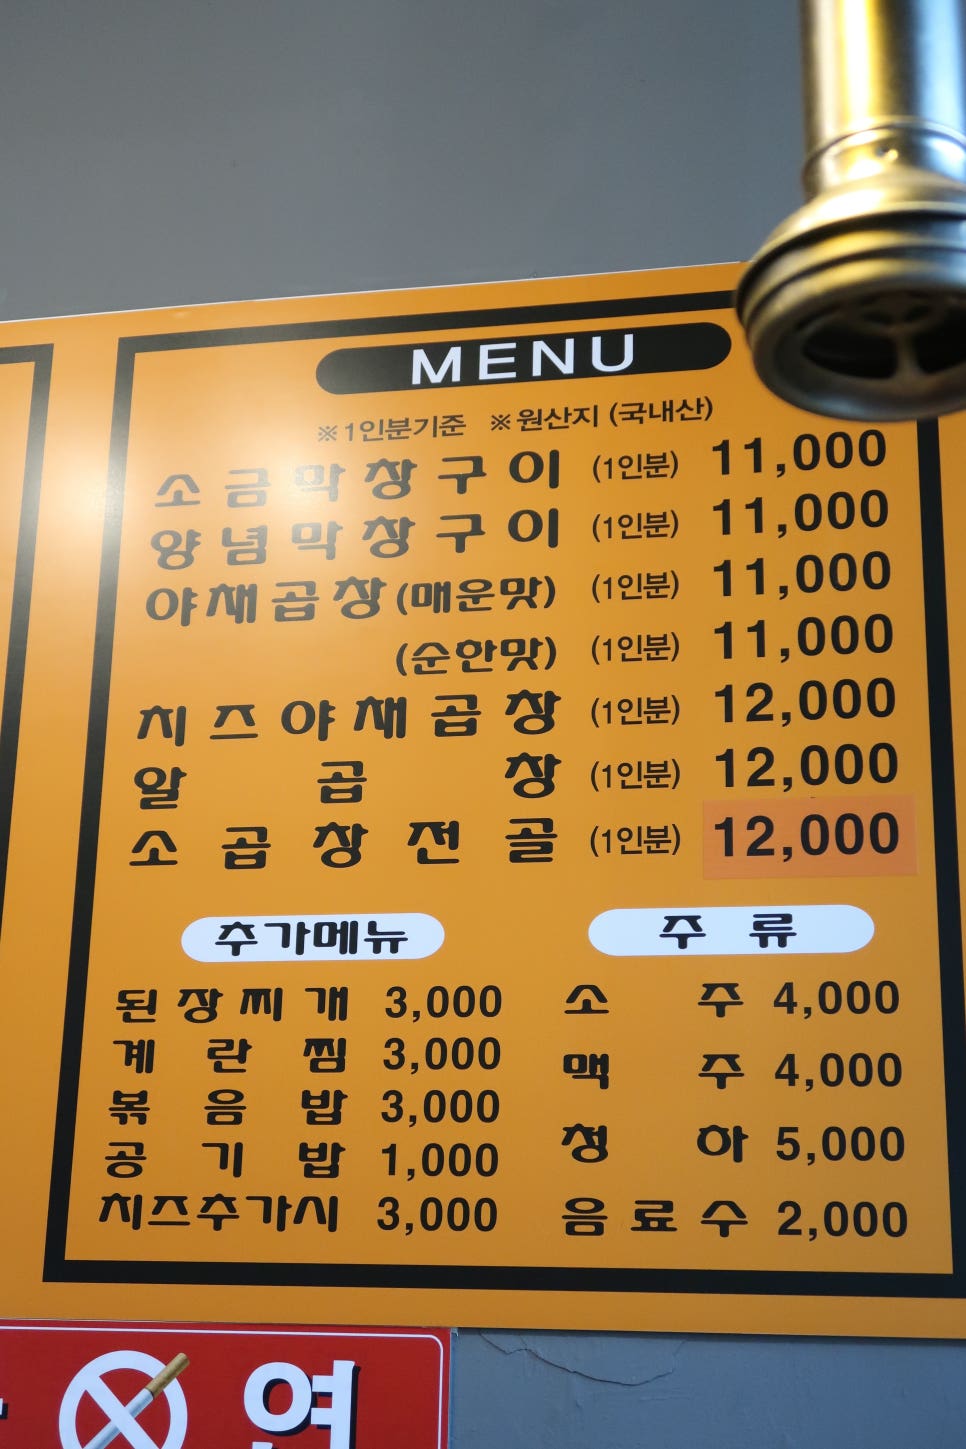 MENU
※1인분기준 ※원산지 (국내산)
소금막창구이 (1인분) 11,000
양념막창구이 (1인분) 11,000
야채곱창(매운맛) (1인분) 11,000
(순한맛) (1인분) 11,000
치즈야채곱창 (1인분) 12,000
알곱창 (1인분) 12,000
소곱창전골 (1인분) 12,000
추가메뉴
된장찌개 3,000
계란찜 3,000
볶음밥 3,000
공기밥 1,000
치즈추가시 3,000
주류
소주 4,000
맥주 4,000
청하 5,000
음료수 2,000
연